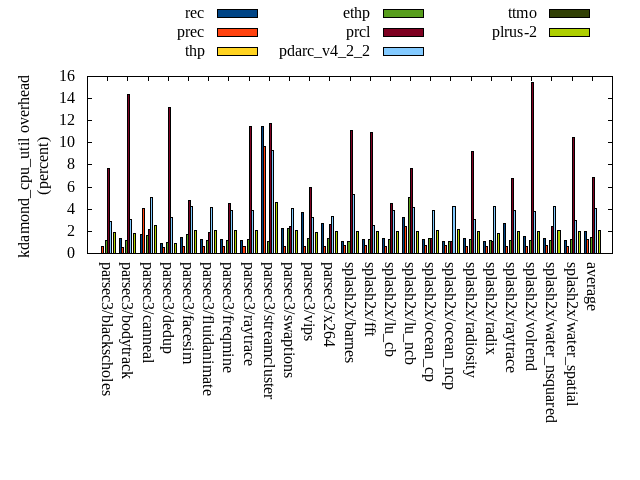 rec
prec
thp
ethp
prcl
pdarc_v4_2_2
ttmo
plrus-2
kdamond_cpu_util overhead
(percent)
16
14
12
10
8
6
4
2
0
parsec3/blackscholes
parsec3/bodytrack
parsec3/canneal
parsec3/dedup
parsec3/facesim
parsec3/fluidanimate
parsec3/freqmine
parsec3/raytrace
parsec3/streamcluster
parsec3/swaptions
parsec3/vips
parsec3/x264
splash2x/barnes
splash2x/fft
splash2x/lu_cb
splash2x/lu_ncb
splash2x/ocean_cp
splash2x/ocean_ncp
splash2x/radiosity
splash2x/radix
splash2x/raytrace
splash2x/volrend
splash2x/water_nsquared
splash2x/water_spatial
average